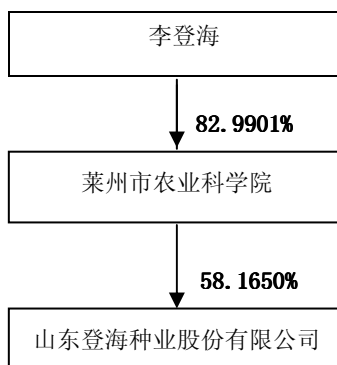 李登海
82.9901%
莱州市农业科学院
58.1650%
山东登海种业股份有限公司